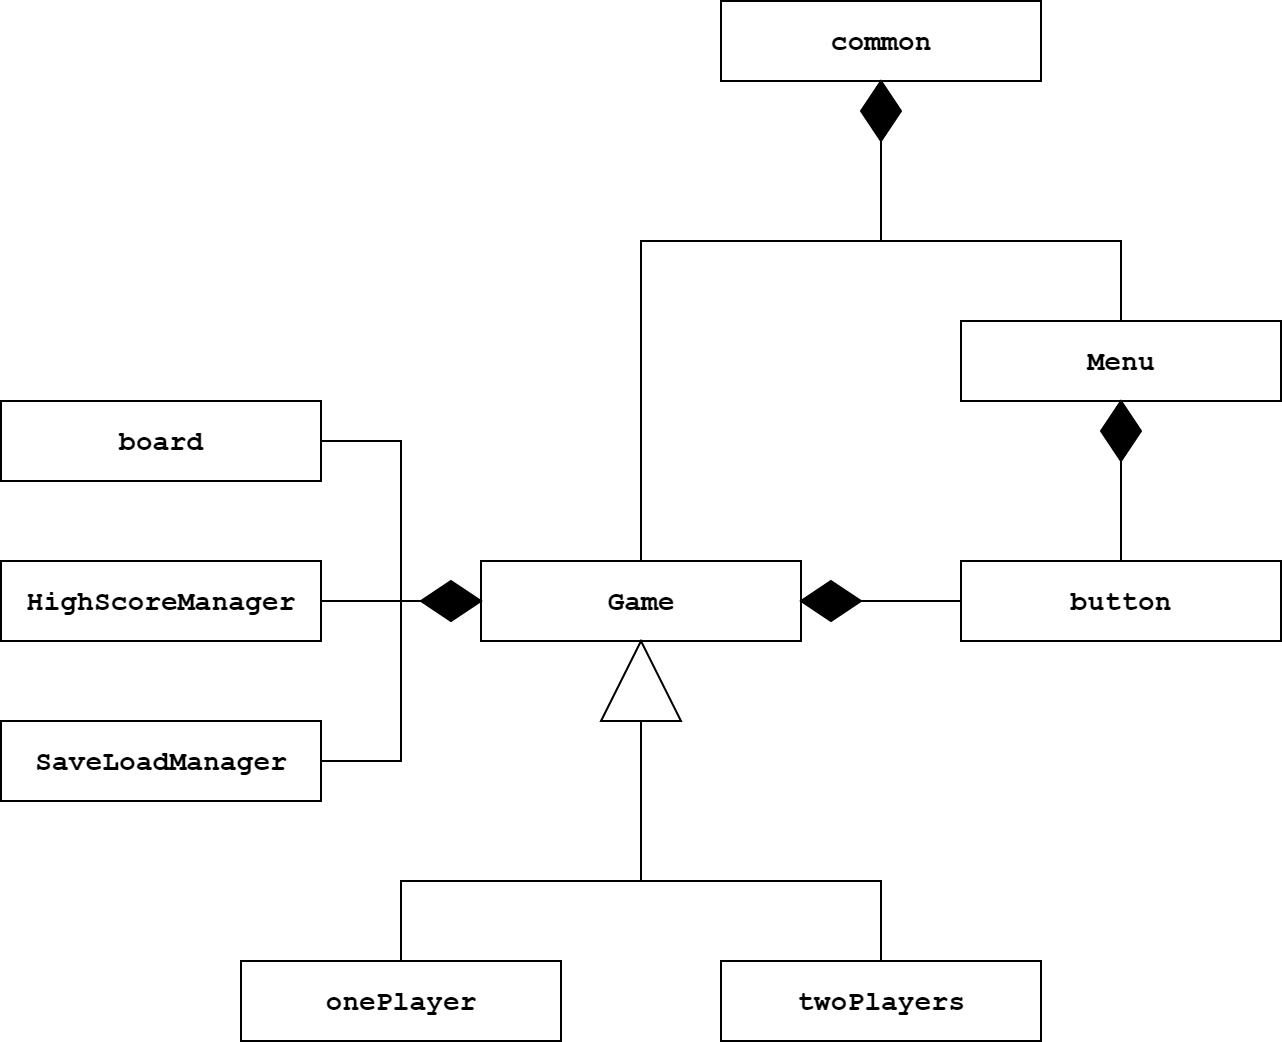 common
Menu
board
HighScoreManager
Game
button
SaveLoadManager
onePlayer
twoPlayers